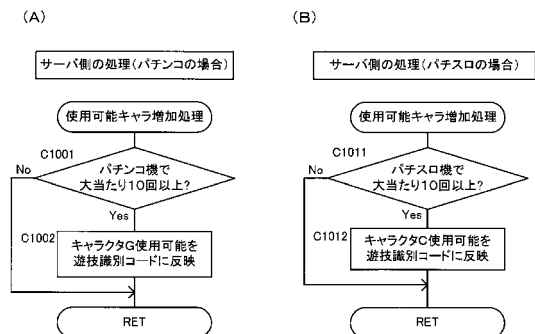 (A)
サーバ側の処理(パチンコの場合)
使用可能キャラ増加処理
C1001
No
パチンコ機で
大当たり10回以上?
Yes
C1002
キャラクタG使用可能を
遊技識別コードに反映
RET
(B)
サーバ側の処理(パチスロの場合)
使用可能キャラ増加処理
C1011
No
パチスロ機で
大当たり10回以上?
Yes
C1012
キャラクタC使用可能を
遊技識別コードに反映
RET